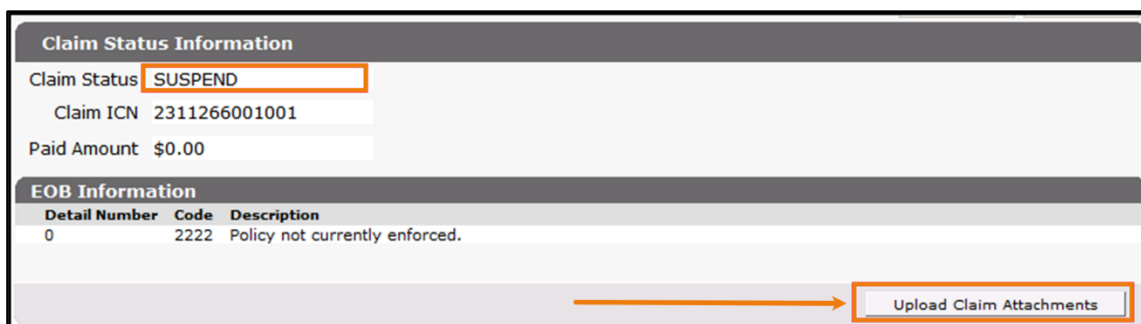 Claim Status Information
Claim Status SUSPEND
Claim ICN 2311266001001
Paid Amount $0.00
EOB Information
Detail Number Code Description
0 2222 Policy not currently enforced.
Upload Claim Attachments